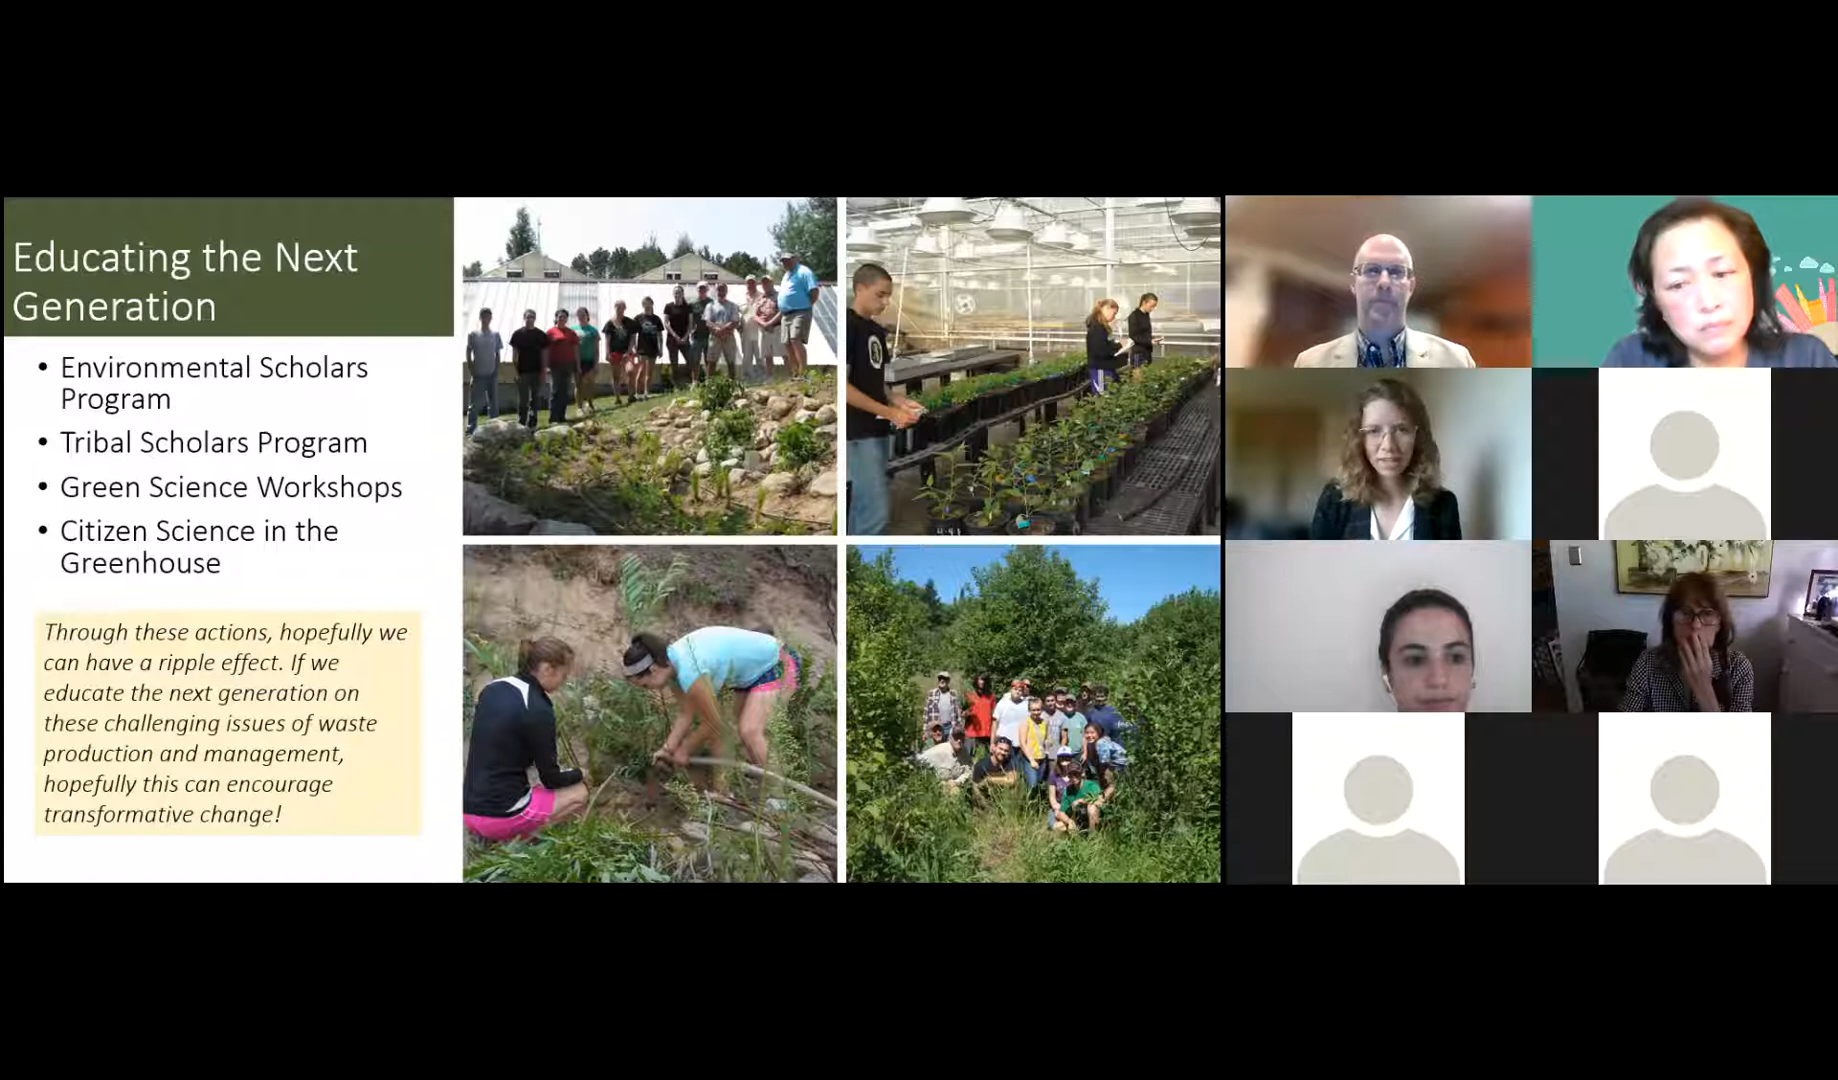 Educating the Next
Generation
• Environmental Scholars
Program
• Tribal Scholars Program
• Green Science Workshops
• Citizen Science in the
Greenhouse
Through these actions, hopefully we
can have a ripple effect. If we
educate the next generation on
these challenging issues of waste
production and management,
hopefully this can encourage
transformative change!